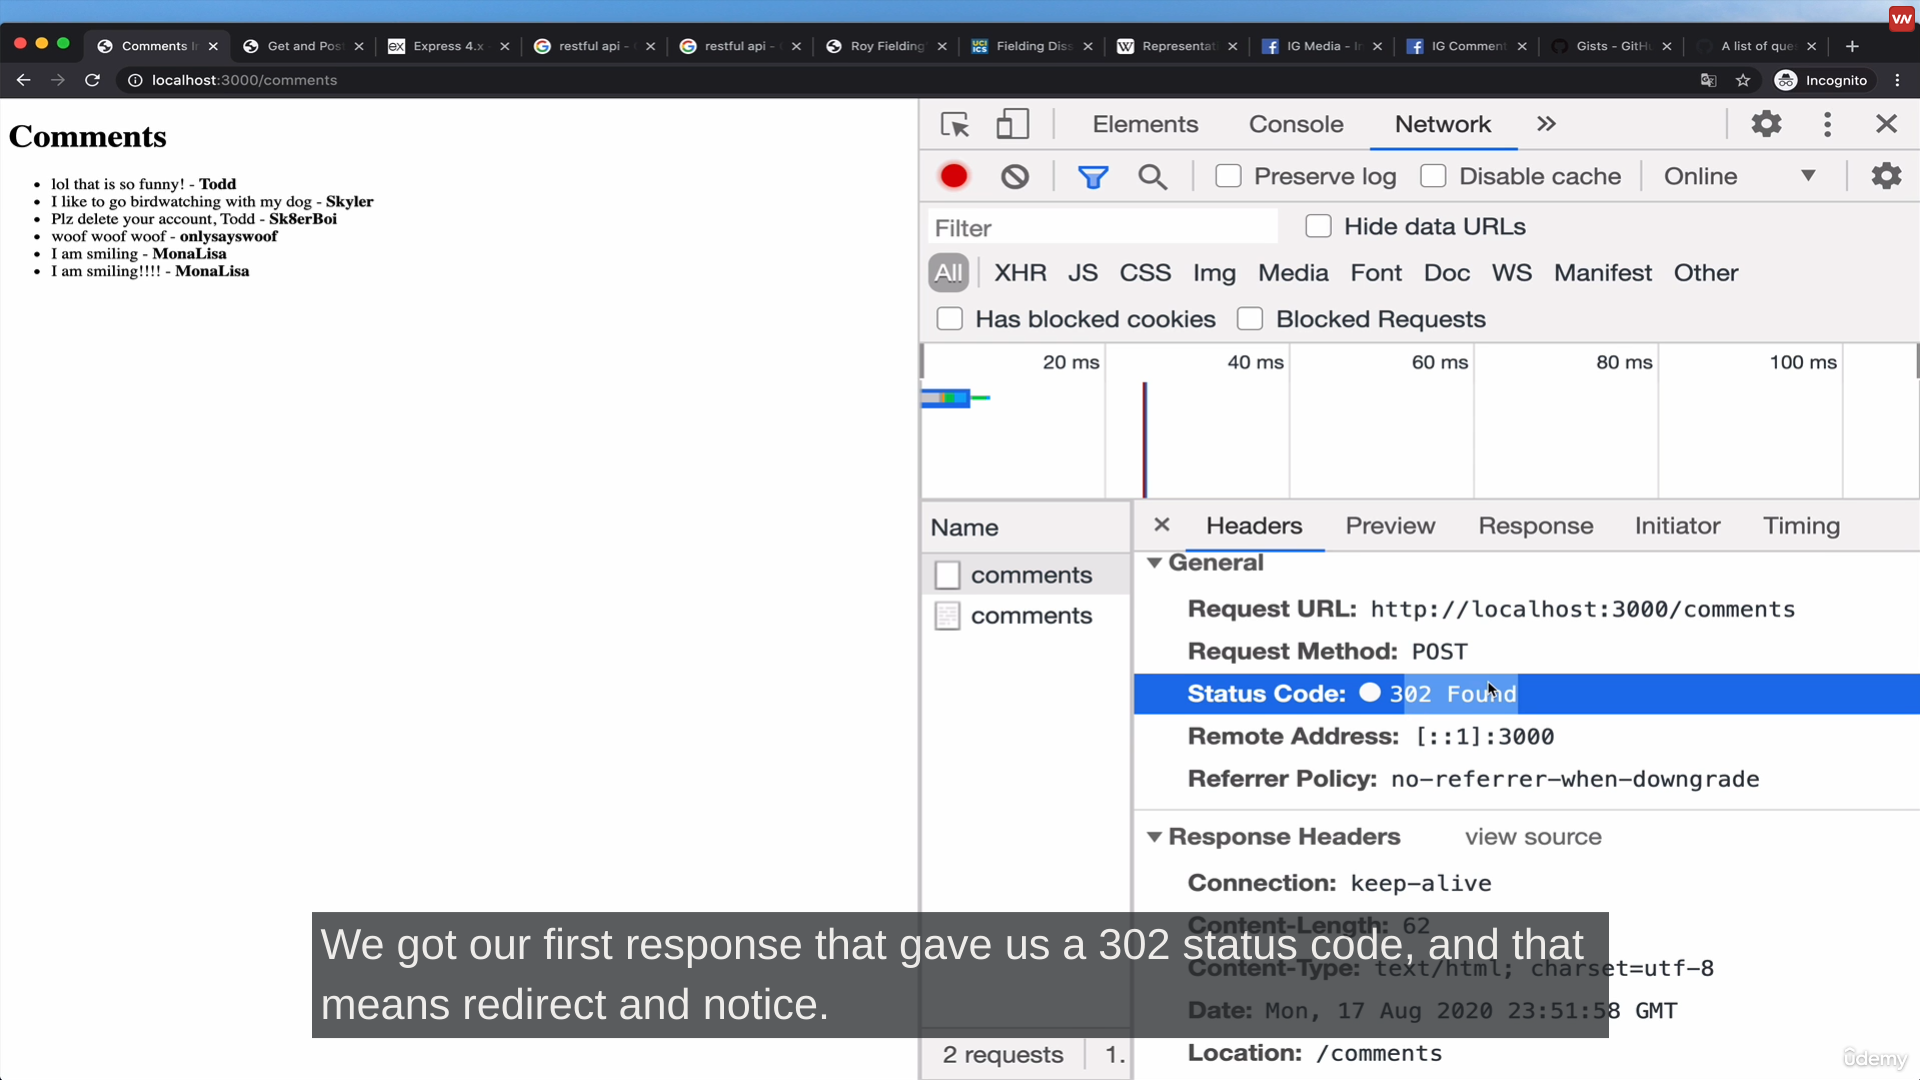 VN
Comments I
Get and Pos
EX Express 4.x
restful api -
restful api -
Roy Fielding
UCI ICS Fielding Dis
W Representat
IG Media - I
IG Comment
Gists - GitHu
A list of que
localhost:3000/comments
Incognito
Comments
lol that is so funny! - Todd
I like to go birdwatching with my dog - Skyler
Plz delete your account, Todd - Sk8erBoi
woof woof woof - onlysayswoof
I am smiling - MonaLisa
I am smiling!!!! - MonaLisa
Elements Console Network »
Preserve log Disable cache Online
Filter Hide data URLs
All XHR JS CSS Img Media Font Doc WS Manifest Other
Has blocked cookies Blocked Requests
20 ms 40 ms 60 ms 80 ms 100 ms
Name
comments
comments
2 requests 1.
Headers Preview Response Initiator Timing
General
Request URL: http://localhost:3000/comments
Request Method: POST
Status Code: 302 Found
Remote Address: [::1]:3000
Referrer Policy: no-referrer-when-downgrade
Response Headers view source
Connection: keep-alive
Content-Length: 62
Content-Type: text/html; charset=utf-8
Date: Mon, 17 Aug 2020 23:51:58 GMT
Location: /comments
We got our first response that gave us a 302 status code, and that
means redirect and notice.
ûdemy